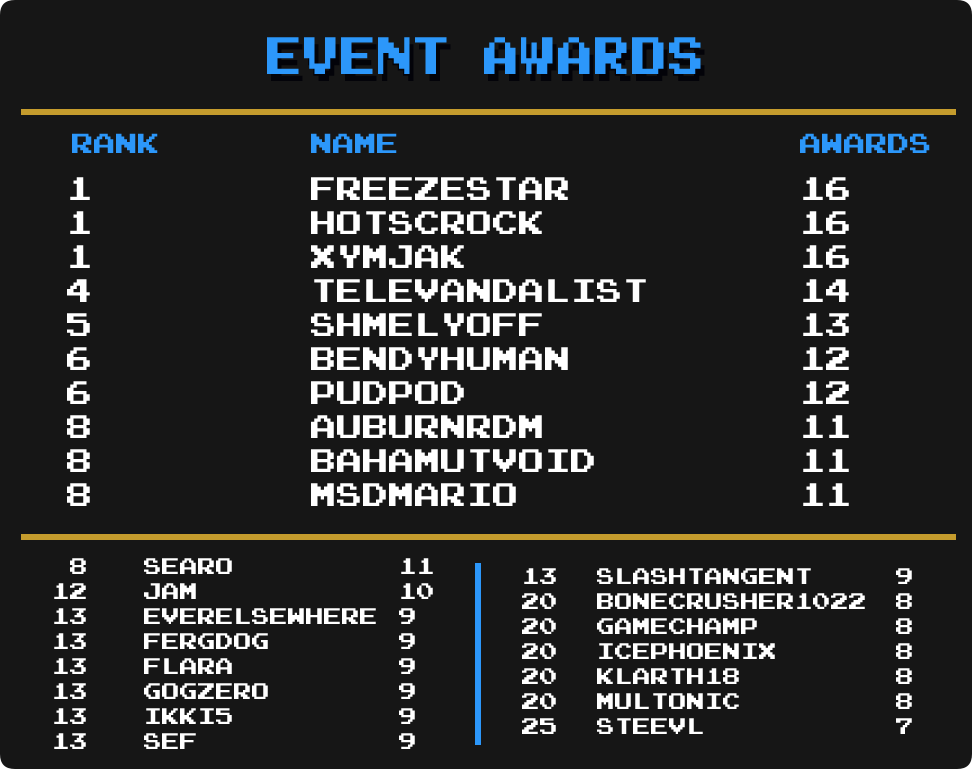 EVENT AWARDS
RANK NAME AWARDS
1 FREEZESTAR 16
1 HOTSCROCK 16
1 XYMJAK 16
4 TELEVANDALIST 14
5 SHMELYOFF 13
6 BENDYHUMAN 12
6 PUDPOD 12
8 AUBURNRDM 11
8 BAHAMUTVOID 11
8 MSDMARIO 11
8 SEARO 11
12 JAM 10
13 EVERELSEWHERE 9
13 FERGDOG 9
13 FLARA 9
13 GOGZERO 9
13 IKKI5 9
13 SEF 9
13 SLASHTANGENT 9
20 BONECRUSHER1022 8
20 GAMECHAMP 8
20 ICEPHOENIX 8
20 KLARTH18 8
20 MULTONIC 8
25 STEEVL 7